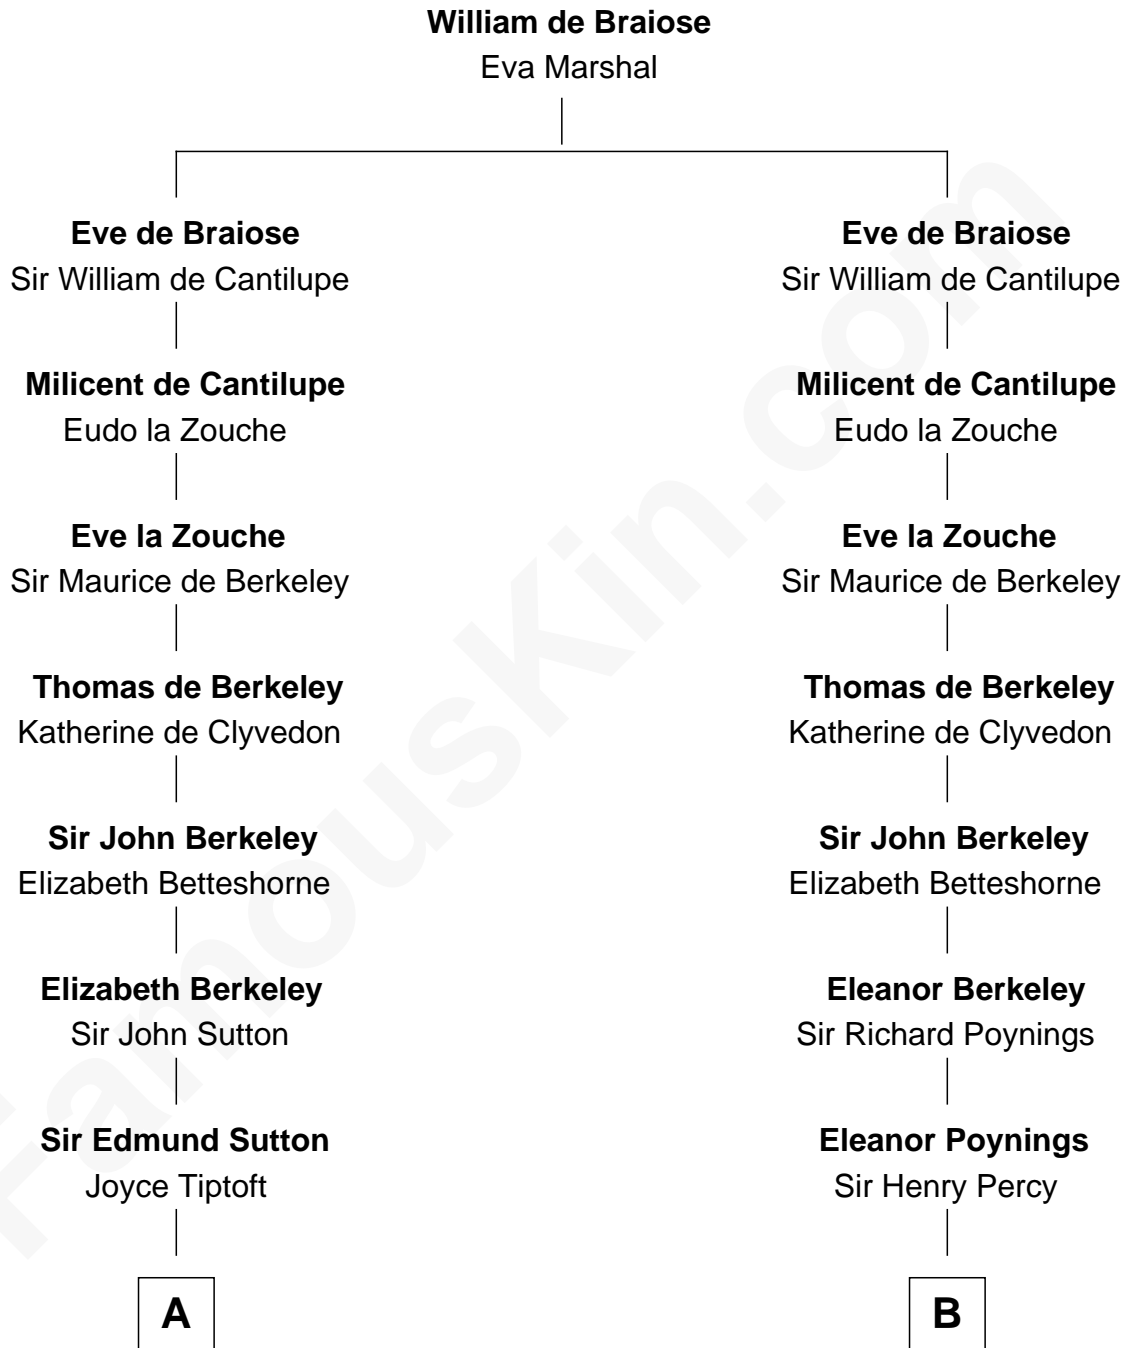 William de Braiose
Eva Marshal
Eve de Braiose
Sir William de Cantilupe
Eve de Braiose
Sir William de Cantilupe
Milicent de Cantilupe
Eudo la Zouche
Milicent de Cantilupe
Eudo la Zouche
Eve la Zouche
Sir Maurice de Berkeley
Eve la Zouche
Sir Maurice de Berkeley
Thomas de Berkeley
Katherine de Clyvedon
Thomas de Berkeley
Katherine de Clyvedon
Sir John Berkeley
Elizabeth Betteshorne
Sir John Berkeley
Elizabeth Betteshorne
Elizabeth Berkeley
Sir John Sutton
Eleanor Berkeley
Sir Richard Poynings
Sir Edmund Sutton
Joyce Tiptoft
Eleanor Poynings
Sir Henry Percy
A
B
FamousKin.com